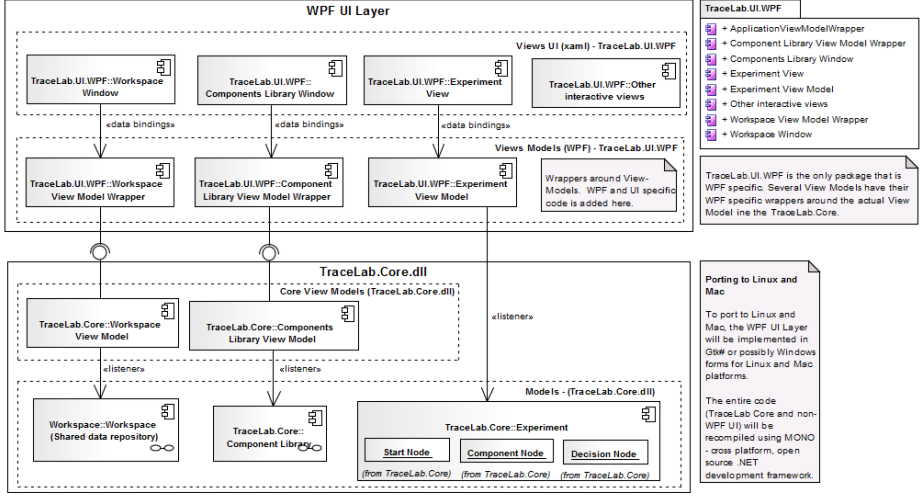 WPF UI Layer
Views UI (xaml) - TraceLab.UI.WPF
TraceLab.UI.WPF::Workspace
Window
TraceLab.UI.WPF::
Components Library Window
TraceLab.UI.WPF::Experiment
View
TraceLab.UI.WPF::Other
interactive views
«data bindings»
«data bindings»
«data bindings»
Views Models (WPF) - TraceLab.UI.WPF
TraceLab.UI.WPF::Workspace
View Model Wrapper
TraceLab.UI.WPF::Component
Library View Model Wrapper
TraceLab.UI.WPF::Experiment
View Model
Wrappers around View-
Models. WPF and UI specific
code is added here.
TraceLab.Core.dll
Core View Models (TraceLab.Core.dll)
TraceLab.Core::Workspace
View Model
TraceLab.Core::Components
Library View Model
«listener»
«listener»
«listener»
Models - (TraceLab.Core.dll)
Workspace::Workspace
(Shared data repository)
TraceLab.Core::
Component Library
TraceLab.Core::Experiment
Start Node
Component Node
Decision Node
(from TraceLab.Core)
(from TraceLab.Core)
(from TraceLab.Core)
TraceLab.UI.WPF
+ ApplicationViewModelWrapper
+ Component Library View Model Wrapper
+ Components Library Window
+ Experiment View
+ Experiment View Model
+ Other interactive views
+ Workspace View Model Wrapper
+ Workspace Window
TraceLab.UI.WPF is the only package that is
WPF specific. Several View Models have their
WPF specific wrappers around the actual View
Model ine the TraceLab.Core.
Porting to Linux and
Mac
To port to Linux and
Mac, the WPF UI Layer
will be implemented in
Gtk# or possibly Windows
forms for Linux and Mac
platforms.
The entire code
(TraceLab Core and non-
WPF UI) will be
recompiled using MONO
- cross platform, open
source .NET
development framework.